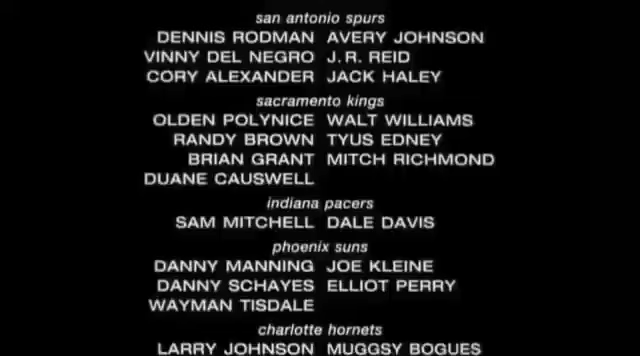 san antonio spurs
DENNIS RODMAN AVERY JOHNSON
VINNY DEL NEGRO J.R. REID
CORY ALEXANDER JACK HALEY
sacramento kings
OLDEN POLYNICE WALT WILLIAMS
RANDY BROWN TYUS EDNEY
BRIAN GRANT MITCH RICHMOND
DUANE CAUSWELL
indiana pacers
SAM MITCHELL DALE DAVIS
phoenix suns
DANNY MANNING JOE KLEINE
DANNY SCHAYES ELLIOT PERRY
WAYMAN TISDALE
charlotte hornets
LARRY JOHNSON MUGGSY BOGUES